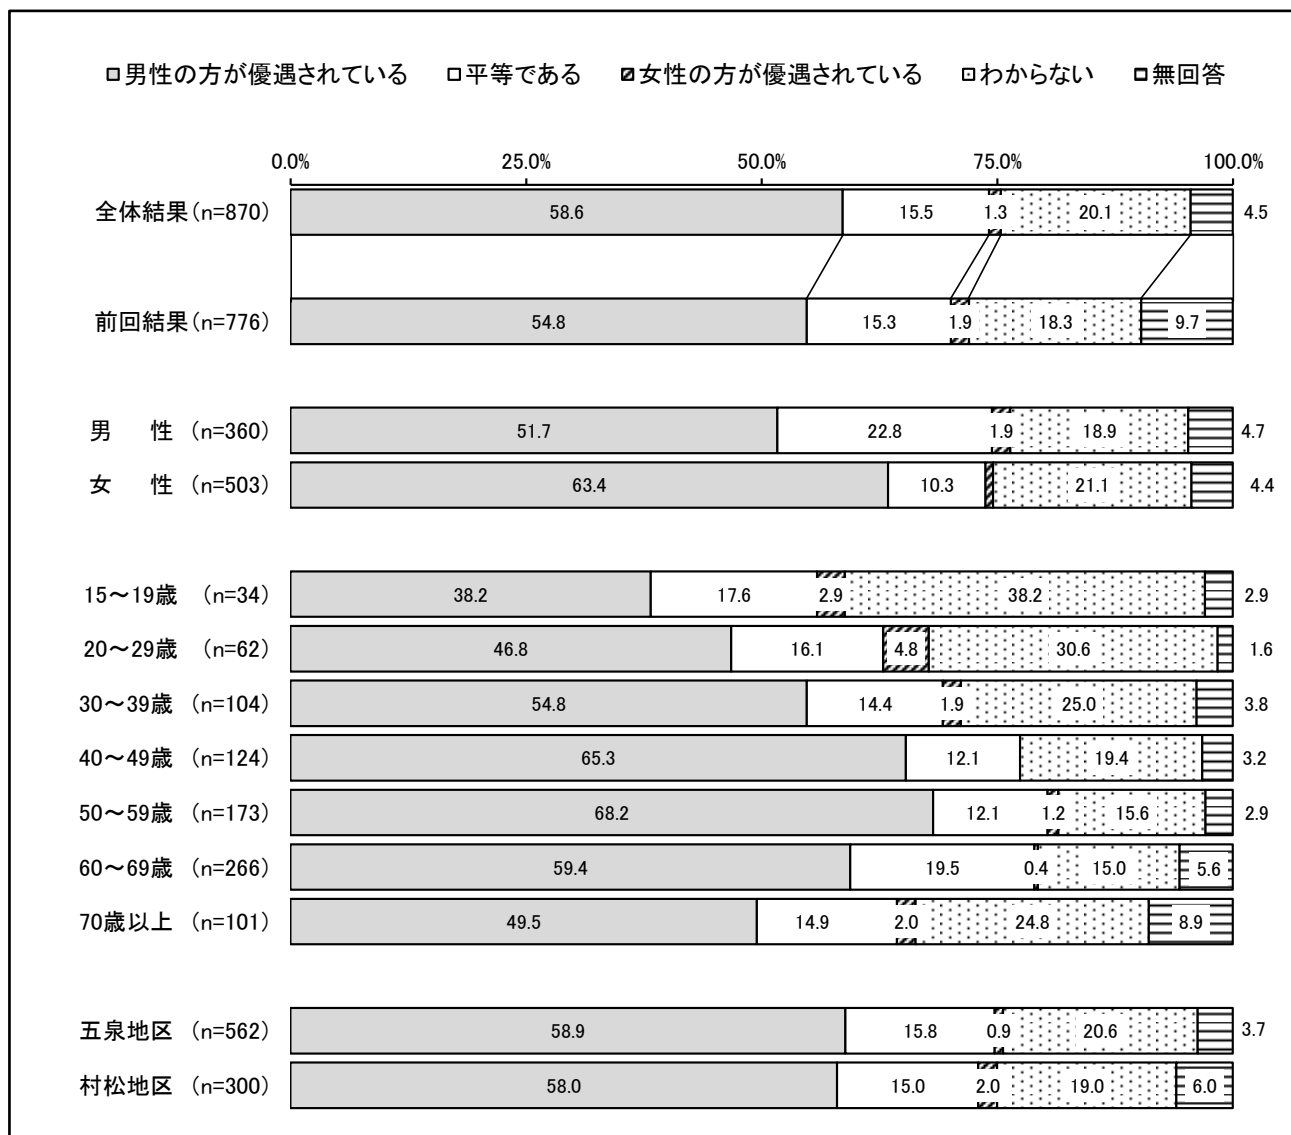 男性の方が優遇されている 平等である 女性の方が優遇されている わからない 無回答
0.0% 25.0% 50.0% 75.0% 100.0%
全体結果(n=870) 58.6 15.5 1.3 20.1 4.5
前回結果(n=776) 54.8 15.3 1.9 18.3 9.7
男　性 (n=360) 51.7 22.8 1.9 18.9 4.7
女　性 (n=503) 63.4 10.3 21.1 4.4
15～19歳 (n=34) 38.2 17.6 2.9 38.2 2.9
20～29歳 (n=62) 46.8 16.1 4.8 30.6 1.6
30～39歳 (n=104) 54.8 14.4 1.9 25.0 3.8
40～49歳 (n=124) 65.3 12.1 19.4 3.2
50～59歳 (n=173) 68.2 12.1 1.2 15.6 2.9
60～69歳 (n=266) 59.4 19.5 0.4 15.0 5.6
70歳以上 (n=101) 49.5 14.9 2.0 24.8 8.9
五泉地区 (n=562) 58.9 15.8 0.9 20.6 3.7
村松地区 (n=300) 58.0 15.0 2.0 19.0 6.0